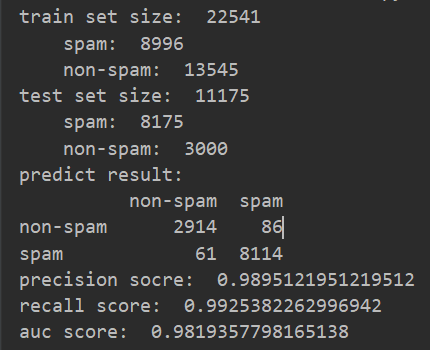 train set size:  22541
    spam:  8996
    non-spam:  13545
test set size:  11175
    spam:  8175
    non-spam:  3000
predict result:
          non-spam  spam
non-spam      2914    86
spam            61  8114
precision socre:  0.9895121951219512
recall score:  0.9925382262996942
auc score:  0.9819357798165138